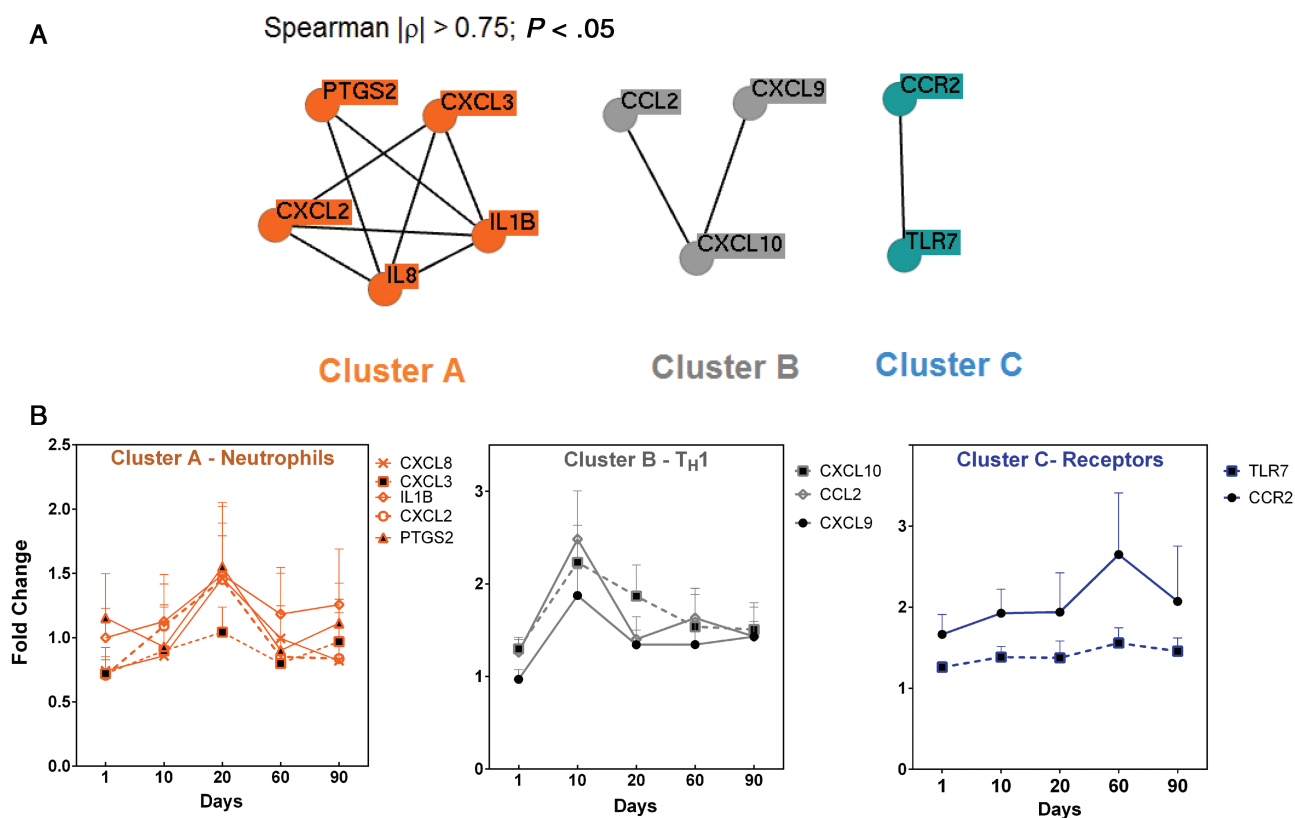 A
Spearman |ρ| > 0.75; P < .05
PTGS2
CXCL3
CXCL2
IL1B
IL8
CCL2
CXCL9
CXCL10
CCR2
TLR7
Cluster A
Cluster B
Cluster C
B
Cluster A - Neutrophils
Fold Change
2.5
2.0
1.5
1.0
0.5
0.0
1 10 20 60 90
Days
CXCL8
CXCL3
IL1B
CXCL2
PTGS2
Cluster B - TH1
3
2
1
0
1 10 20 60 90
Days
CXCL10
CCL2
CXCL9
Cluster C- Receptors
3
2
1
0
1 10 20 60 90
Days
TLR7
CCR2